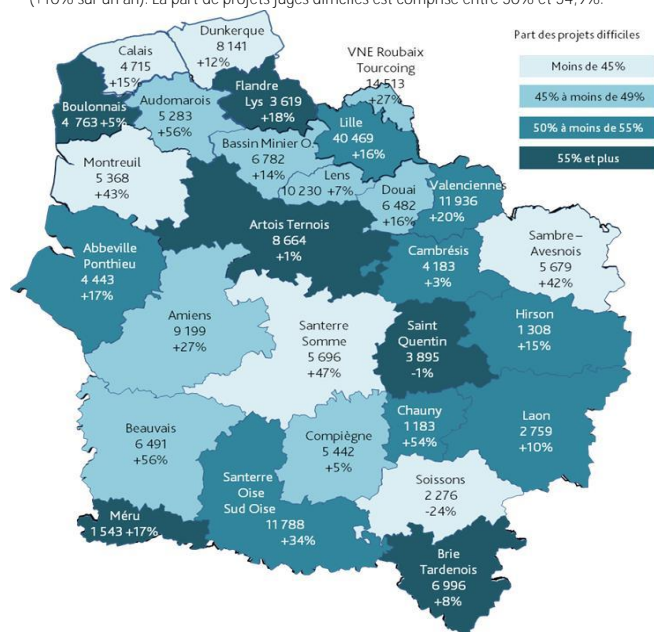 (+16% sur un an). La part de projets jugés difficiles est comprise entre 50% et 54,9%.
Part des projets difficiles
Moins de 45%
45% à moins de 49%
50% à moins de 55%
55% et plus
Dunkerque
8 141
+12%
Calais
4 715
+15%
VNE Roubaix
Tourcoing
14 513
+27%
Flandre
Lys 3 619
+18%
Boulonnais
4 763 +5%
Audomarois
5 283
+56%
Lille
40 469
+16%
Bassin Minier O.
6 782
+14%
Montreuil
5 368
+43%
Lens
10 230 +7%
Douai
6 482
+16%
Valenciennes
11 936
+20%
Artois Ternois
8 664
+1%
Sambre –
Avesnois
5 679
+42%
Abbeville
Ponthieu
4 443
+17%
Cambrésis
4 183
+3%
Amiens
9 199
+27%
Santerre
Somme
5 696
+47%
Saint
Quentin
3 895
-1%
Hirson
1 308
+15%
Beauvais
6 491
+56%
Compiègne
5 442
+5%
Chauny
1 183
+54%
Laon
2 759
+10%
Santerre
Oise
Sud Oise
11 788
+34%
Soissons
2 276
-24%
Méru
1 543 +17%
Brie
Tardenois
6 996
+8%